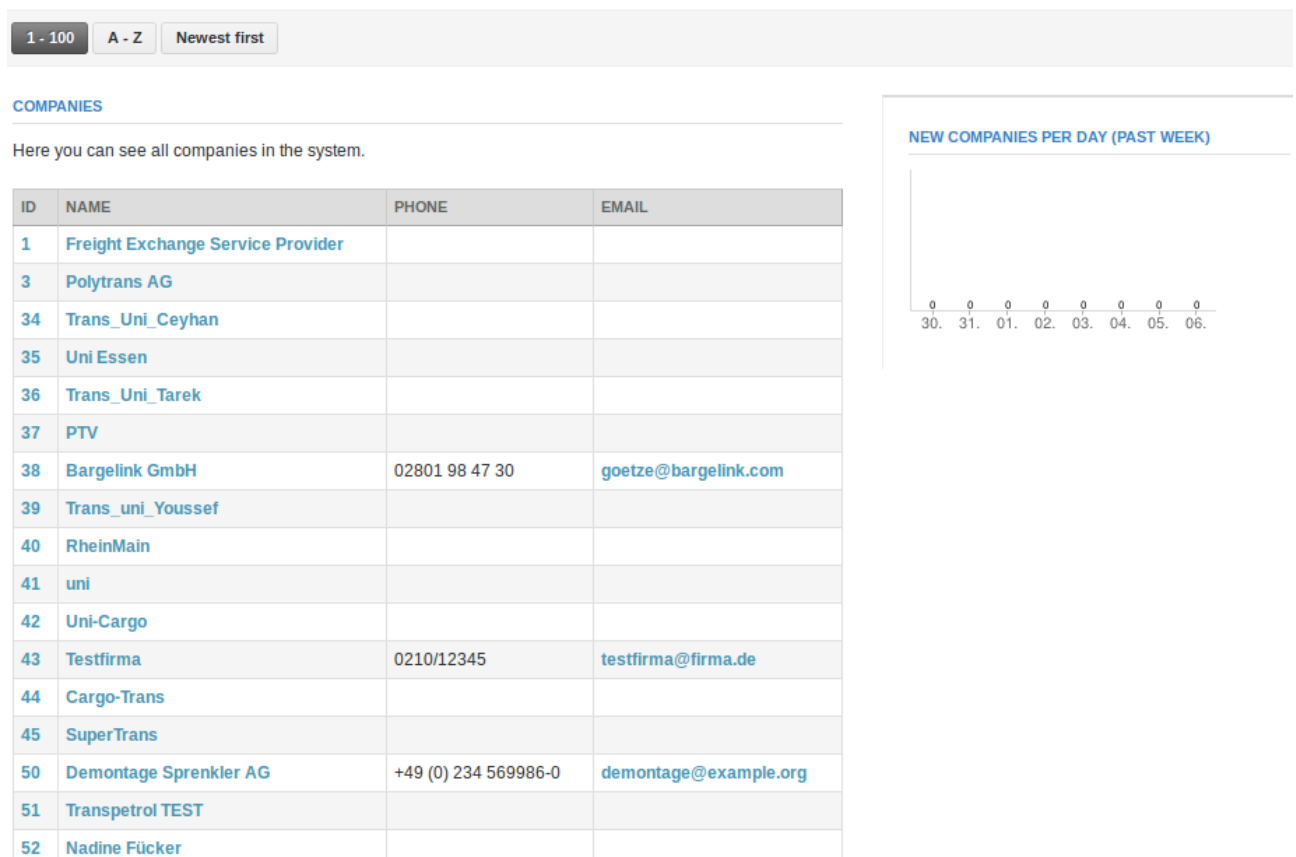 1 - 100 A - Z Newest first
COMPANIES
Here you can see all companies in the system.
ID NAME PHONE EMAIL
1 Freight Exchange Service Provider
3 Polytrans AG
34 Trans_Uni_Ceyhan
35 Uni Essen
36 Trans_Uni_Tarek
37 PTV
38 Bargelink GmbH 02801 98 47 30 goetze@bargelink.com
39 Trans_uni_Youssef
40 RheinMain
41 uni
42 Uni-Cargo
43 Testfirma 0210/12345 testfirma@firma.de
44 Cargo-Trans
45 SuperTrans
50 Demontage Sprenkler AG +49 (0) 234 569986-0 demontage@example.org
51 Transpetrol TEST
52 Nadine Fücker
NEW COMPANIES PER DAY (PAST WEEK)
0 0 0 0 0 0 0 0
30. 31. 01. 02. 03. 04. 05. 06.